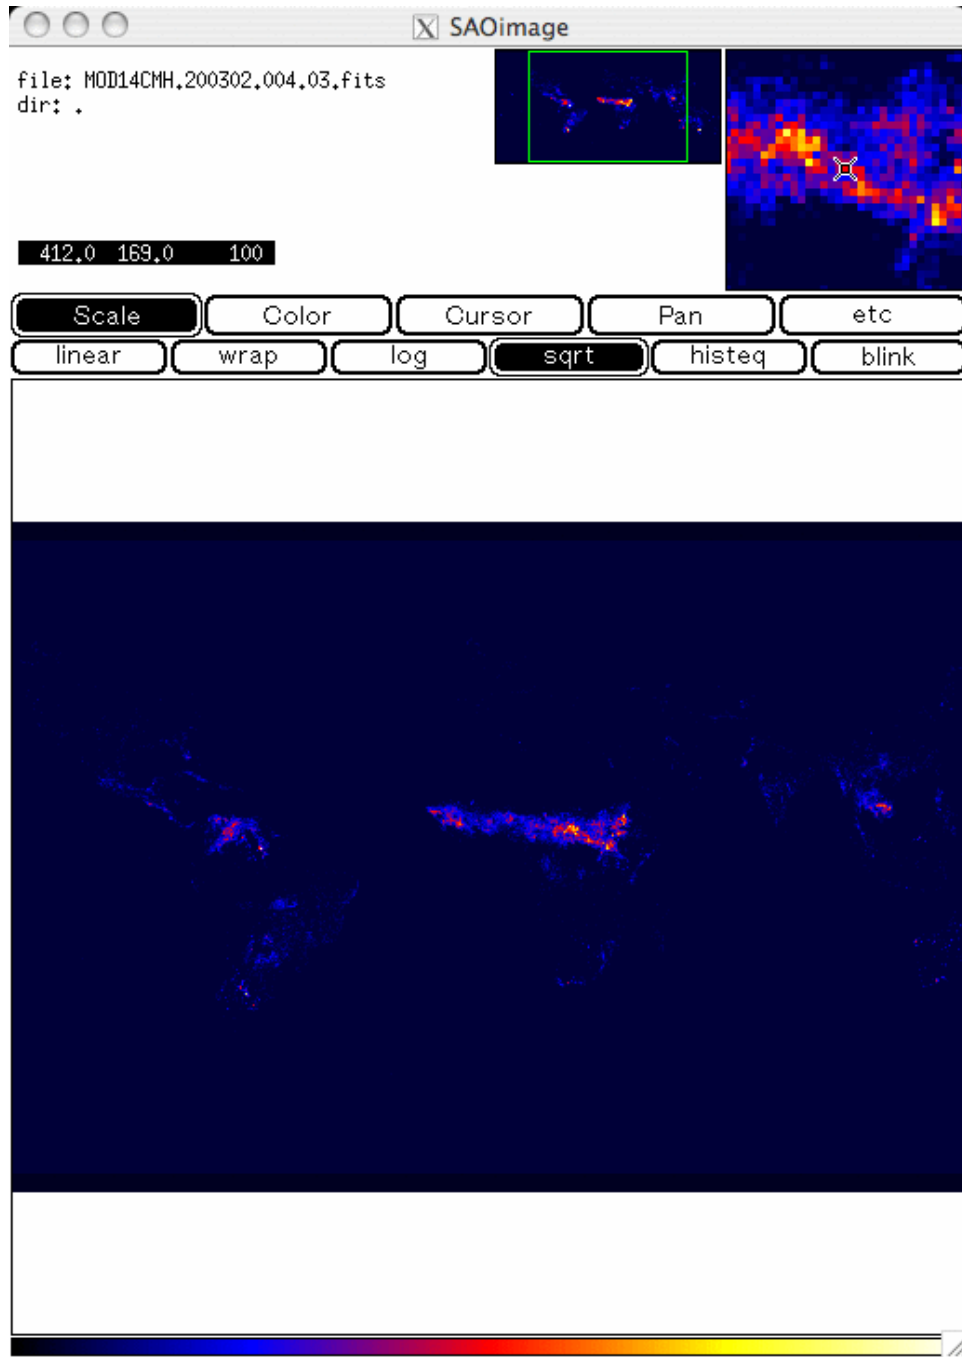 SAOimage
file: MOD14CMH.200302.004.03.fits
dir: .
412.0 169.0 100
Scale Color Cursor Pan etc
linear wrap log sqrt histeq blink